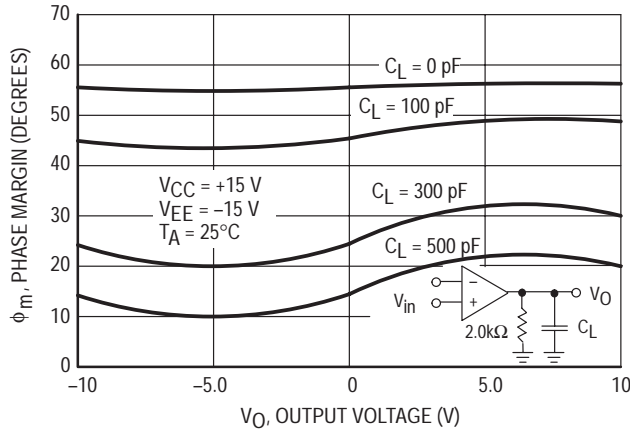 ϕm, PHASE MARGIN (DEGREES)
70
60
50
40
30
20
10
0
CL = 0 pF
CL = 100 pF
VCC = +15 V
VEE = –15 V
TA = 25°C
CL = 300 pF
CL = 500 pF
–
+
Vin
VO
2.0kΩ
CL
–10
–5.0
0
5.0
10
VO, OUTPUT VOLTAGE (V)